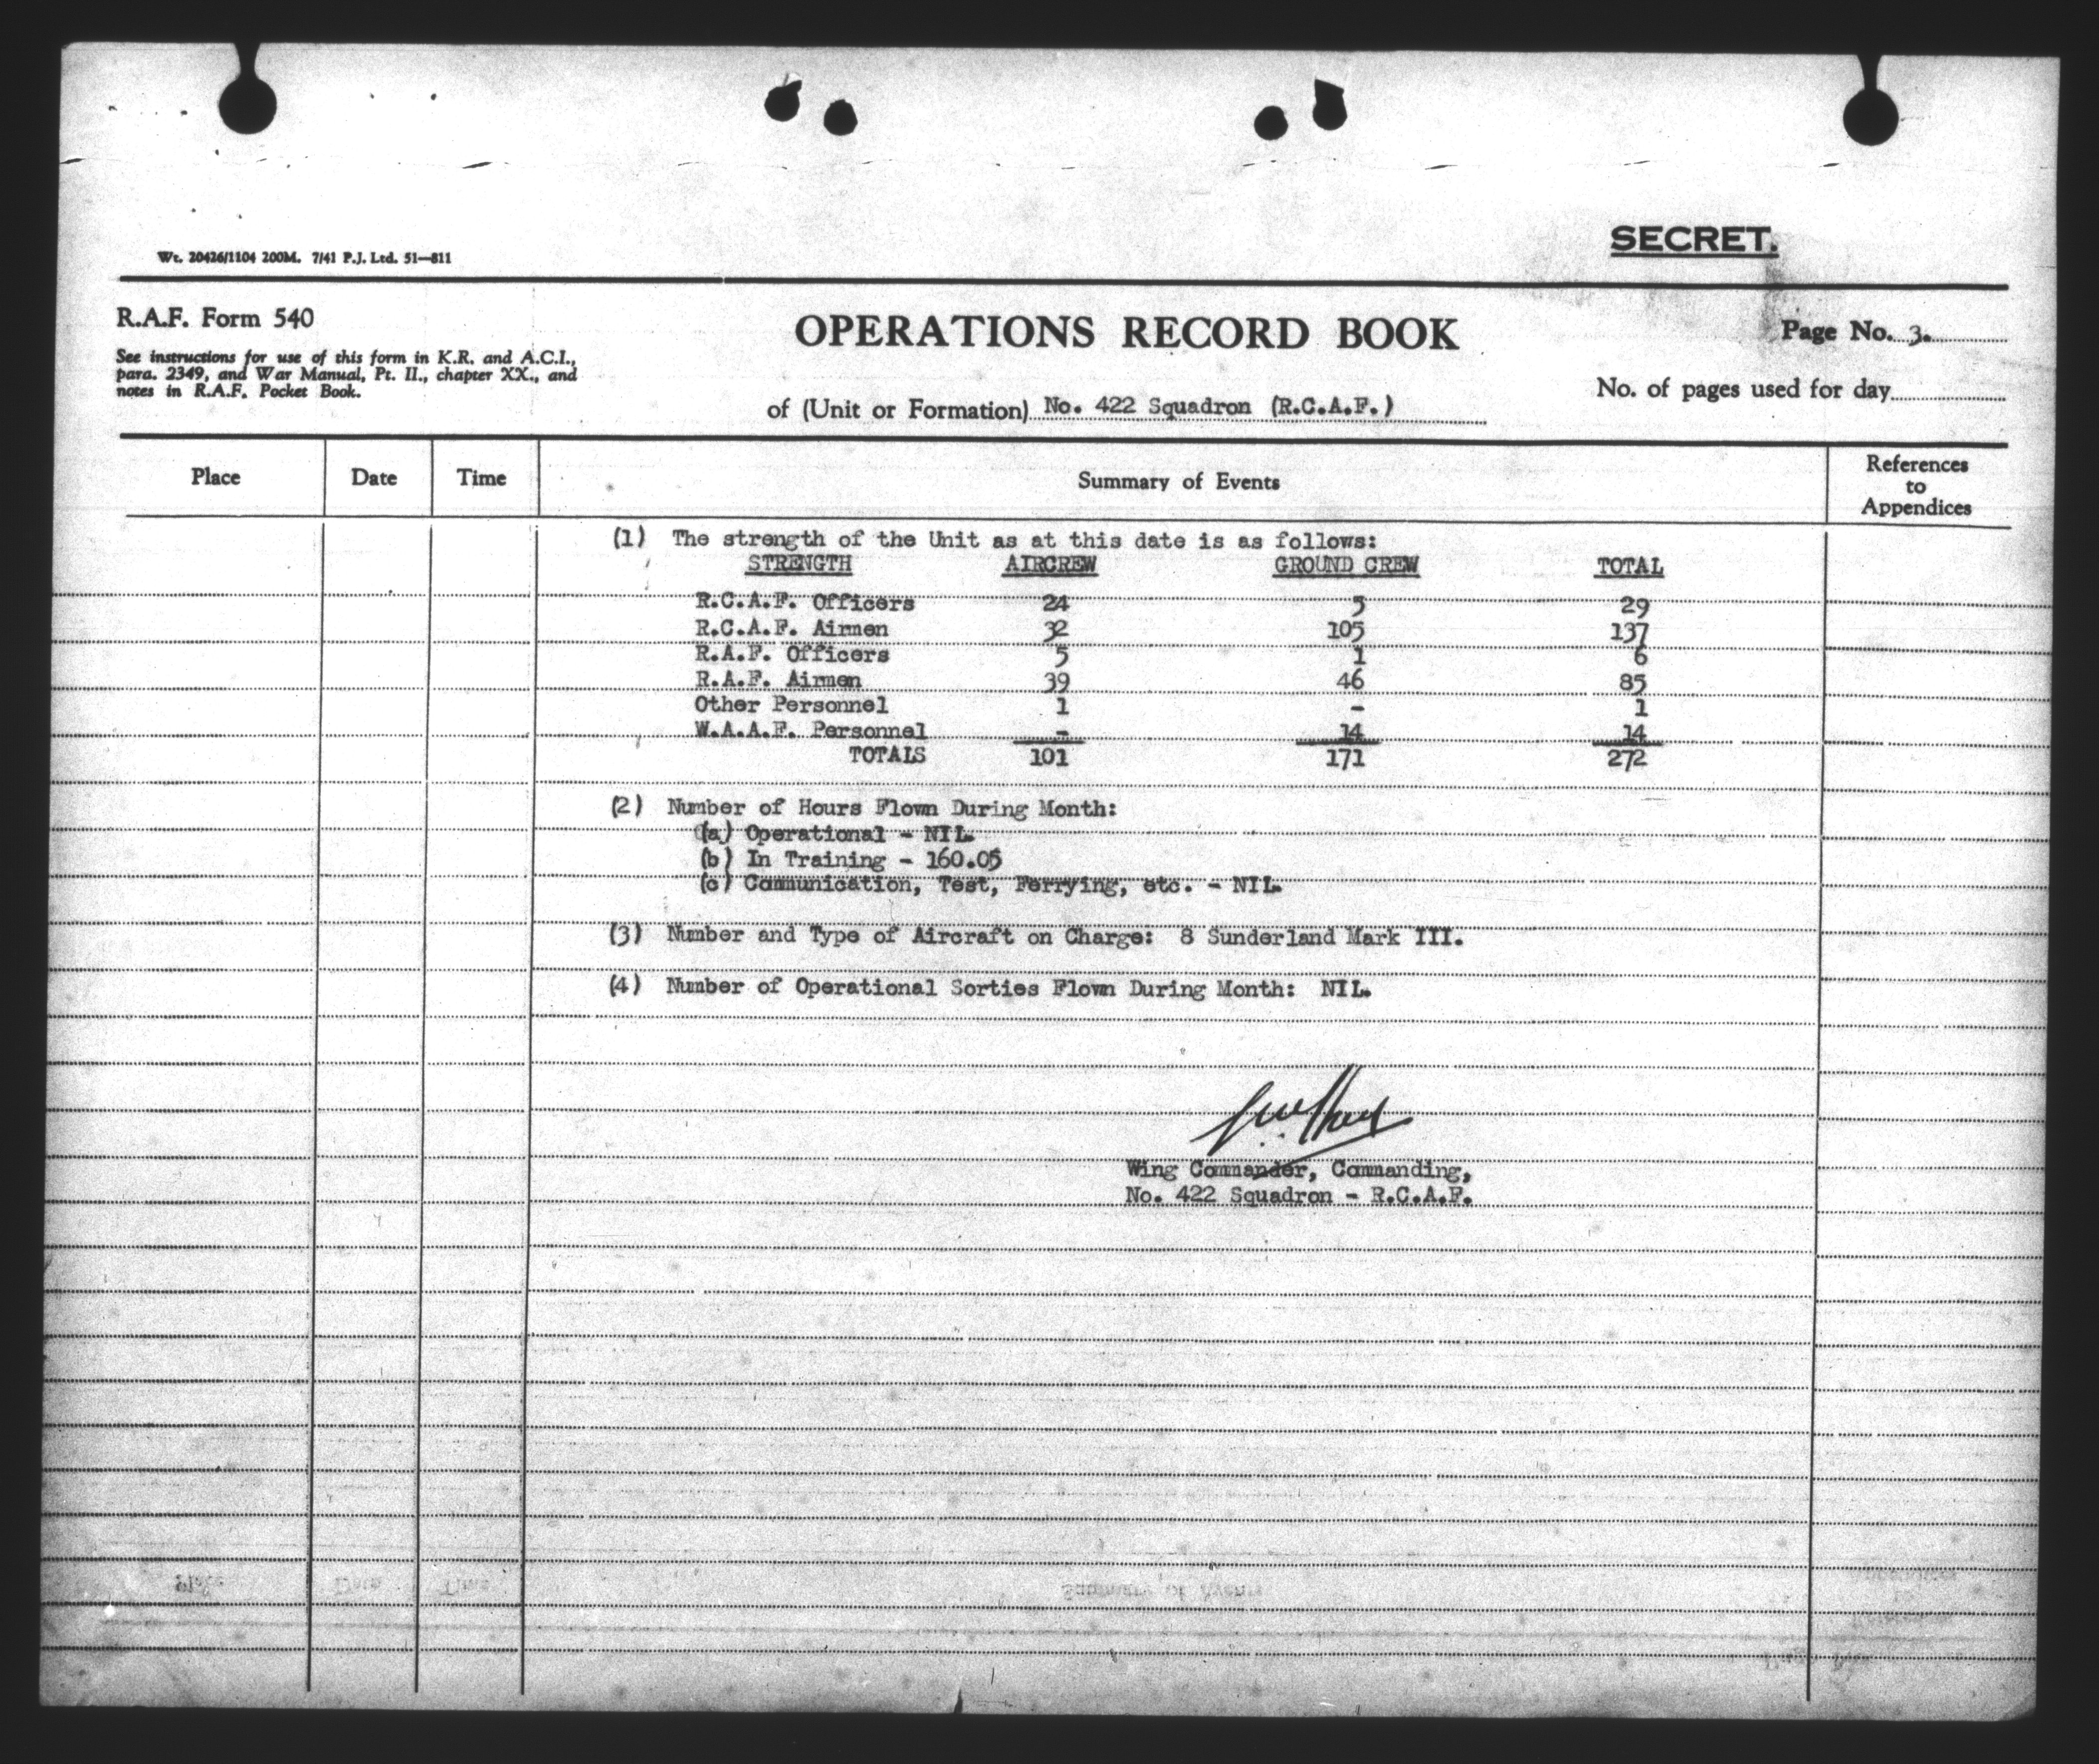 SECRET.
Wt. 20426/1104 200M. 7/41 P.J. Ltd. 51—811
R.A.F. Form 540
See instructions for use of this form in K.R. and A.C.I.,
para. 2349, and War Manual, Pt. II., chapter XX., and
notes in R.A.F. Pocket Book.
OPERATIONS RECORD BOOK
of (Unit or Formation) No. 422 Squadron (R.C.A.F.)
Page No. 3.
No. of pages used for day
Place Date Time Summary of Events References
to
Appendices
(1) The strength of the Unit as at this date is as follows:
STRENGTH AIRCREW GROUND CREW TOTAL
R.C.A.F. Officers 24 5 29
R.C.A.F. Airmen 32 105 137
R.A.F. Officers 5 1 6
R.A.F. Airmen 39 46 85
Other Personnel 1 - 1
W.A.A.F. Personnel - 14 14
TOTALS 101 171 272
(2) Number of Hours Flown During Month:
(a) Operational - NIL.
(b) In Training - 160.05
(c) Communication, Test, Ferrying, etc. - NIL.
(3) Number and Type of Aircraft on Charge: 8 Sunderland Mark III.
(4) Number of Operational Sorties Flown During Month: NIL.
Wing Commander, Commanding,
No. 422 Squadron - R.C.A.F.